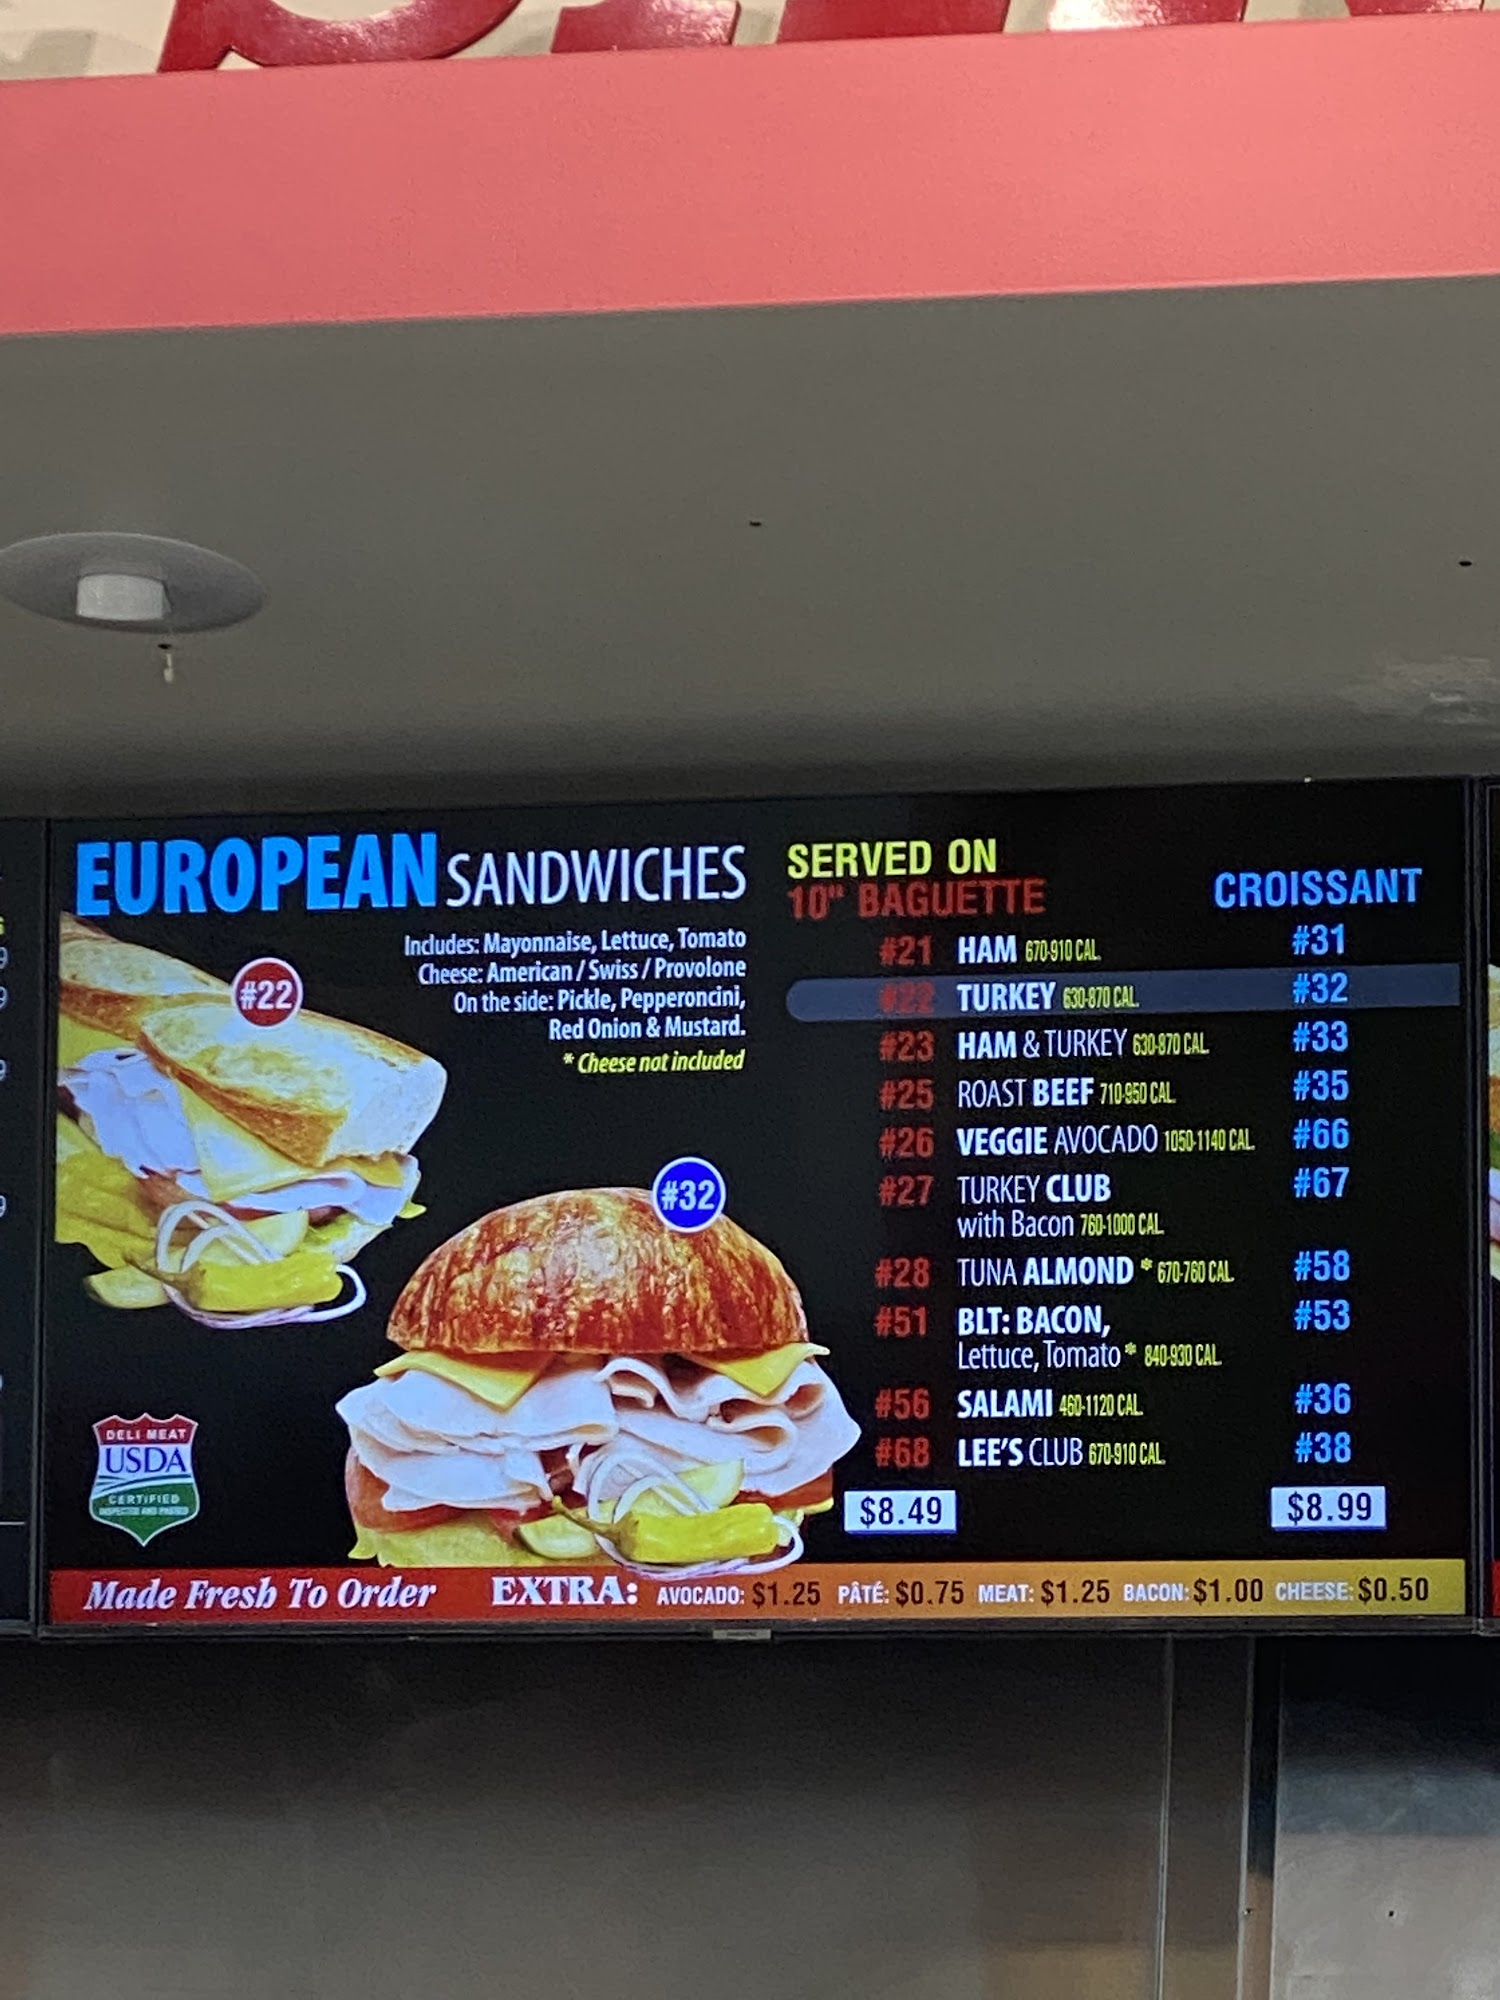 EUROPEAN SANDWICHES
Includes: Mayonnaise, Lettuce, Tomato
Cheese: American / Swiss / Provolone
On the side: Pickle, Pepperoncini,
Red Onion & Mustard.
* Cheese not included
#22
#32
DELI MEAT
USDA
CERTIFIED
SERVED ON
10" BAGUETTE CROISSANT
#21 HAM 670-910 CAL. #31
#22 TURKEY 630-870 CAL. #32
#23 HAM & TURKEY 630-870 CAL. #33
#25 ROAST BEEF 710-950 CAL. #35
#26 VEGGIE AVOCADO 1050-1140 CAL. #66
#27 TURKEY CLUB #67
with Bacon 760-1000 CAL.
#28 TUNA ALMOND * 670-760 CAL. #58
#51 BLT: BACON, #53
Lettuce, Tomato * 840-930 CAL.
#56 SALAMI 460-1120 CAL. #36
#68 LEE'S CLUB 670-910 CAL. #38
$8.49 $8.99
Made Fresh To Order EXTRA: AVOCADO: $1.25 PÂTÉ: $0.75 MEAT: $1.25 BACON: $1.00 CHEESE: $0.50